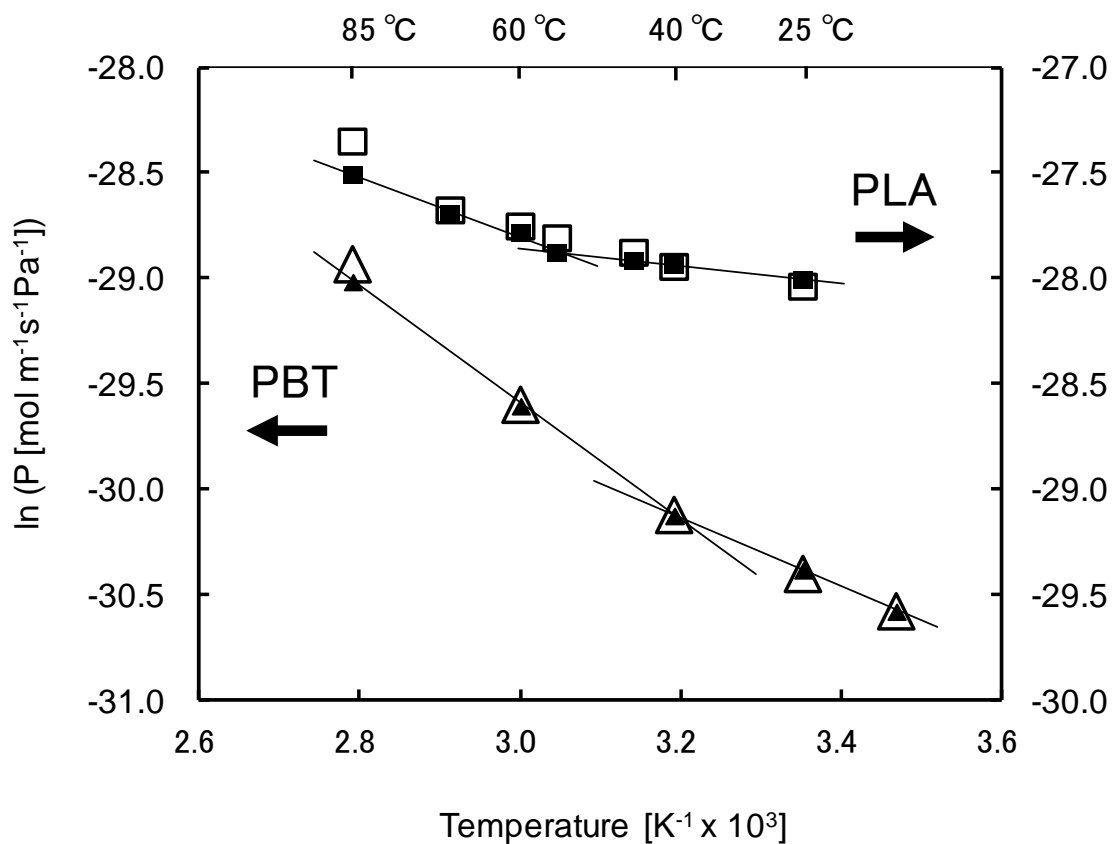 85 ℃ 60 ℃ 40 ℃ 25 ℃
-28.0
-28.5
-29.0
-29.5
-30.0
-30.5
-31.0
-27.0
-27.5
-28.0
-28.5
-29.0
-29.5
-30.0
PLA
PBT
ln (P [mol m⁻¹s⁻¹Pa⁻¹])
2.6 2.8 3.0 3.2 3.4 3.6
Temperature [K⁻¹ x 10³]